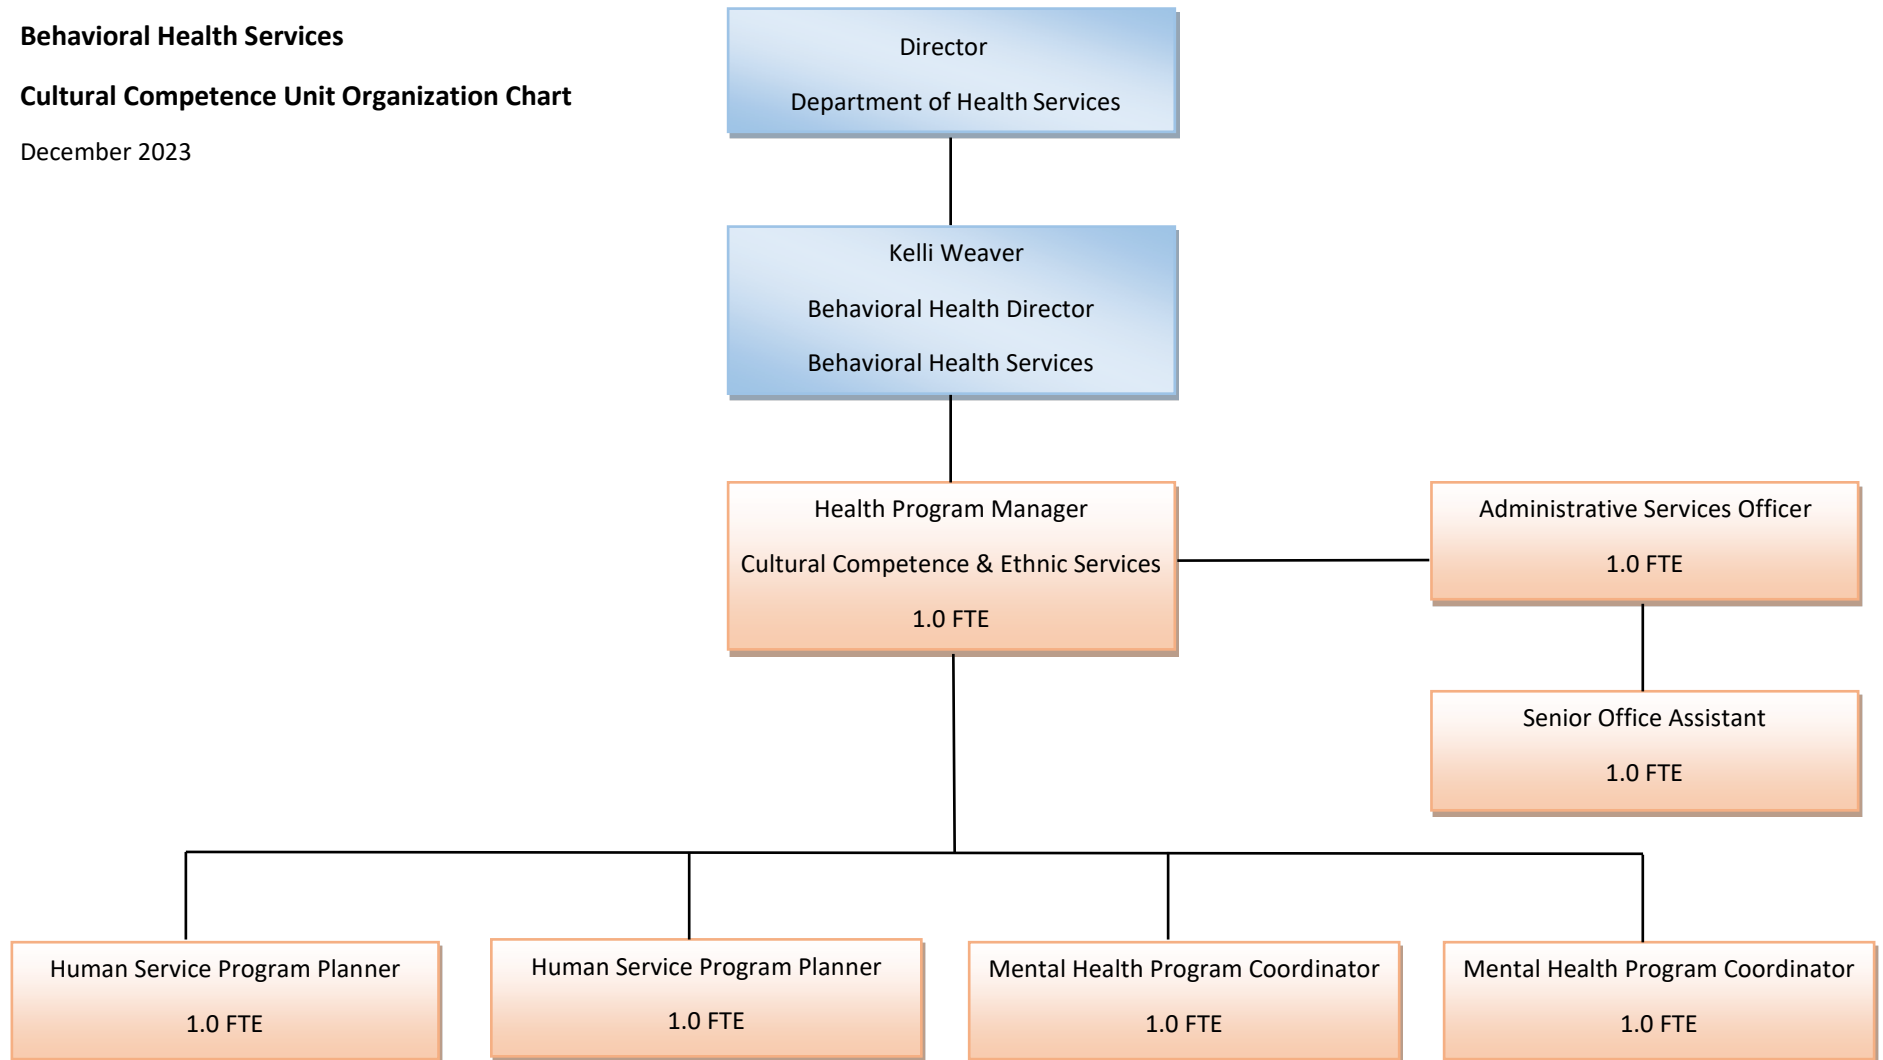 Behavioral Health Services
Cultural Competence Unit Organization Chart
December 2023
Director
Department of Health Services
Kelli Weaver
Behavioral Health Director
Behavioral Health Services
Health Program Manager
Cultural Competence & Ethnic Services
1.0 FTE
Administrative Services Officer
1.0 FTE
Senior Office Assistant
1.0 FTE
Human Service Program Planner
1.0 FTE
Human Service Program Planner
1.0 FTE
Mental Health Program Coordinator
1.0 FTE
Mental Health Program Coordinator
1.0 FTE